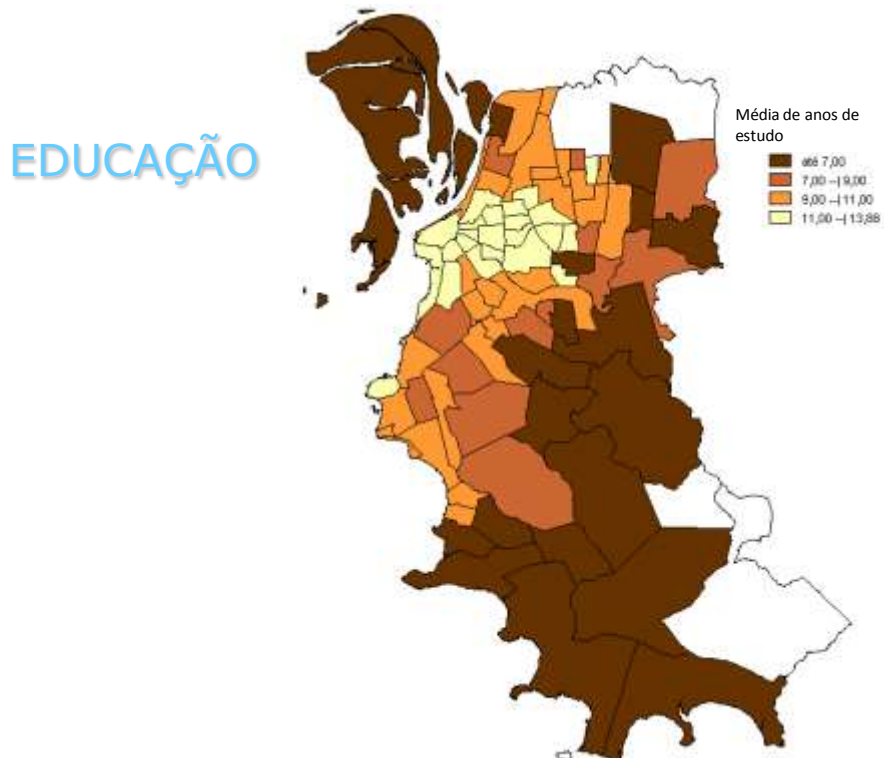 EDUCAÇÃO
Média de anos de
estudo
até 7,00
7,00 --| 9,00
9,00 --| 11,00
11,00 --| 13,88